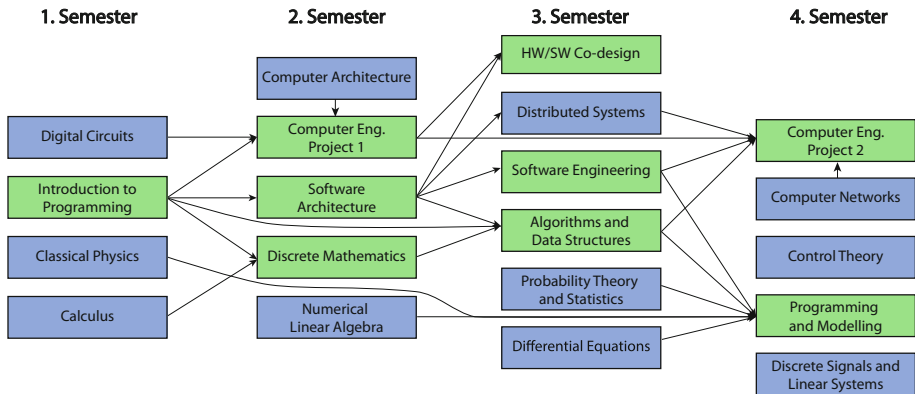 1. Semester
2. Semester
3. Semester
4. Semester
Digital Circuits
Introduction to
Programming
Classical Physics
Calculus
Computer Architecture
Computer Eng.
Project 1
Software
Architecture
Discrete Mathematics
Numerical
Linear Algebra
HW/SW Co-design
Distributed Systems
Software Engineering
Algorithms and
Data Structures
Probability Theory
and Statistics
Differential Equations
Computer Eng.
Project 2
Computer Networks
Control Theory
Programming
and Modelling
Discrete Signals and
Linear Systems